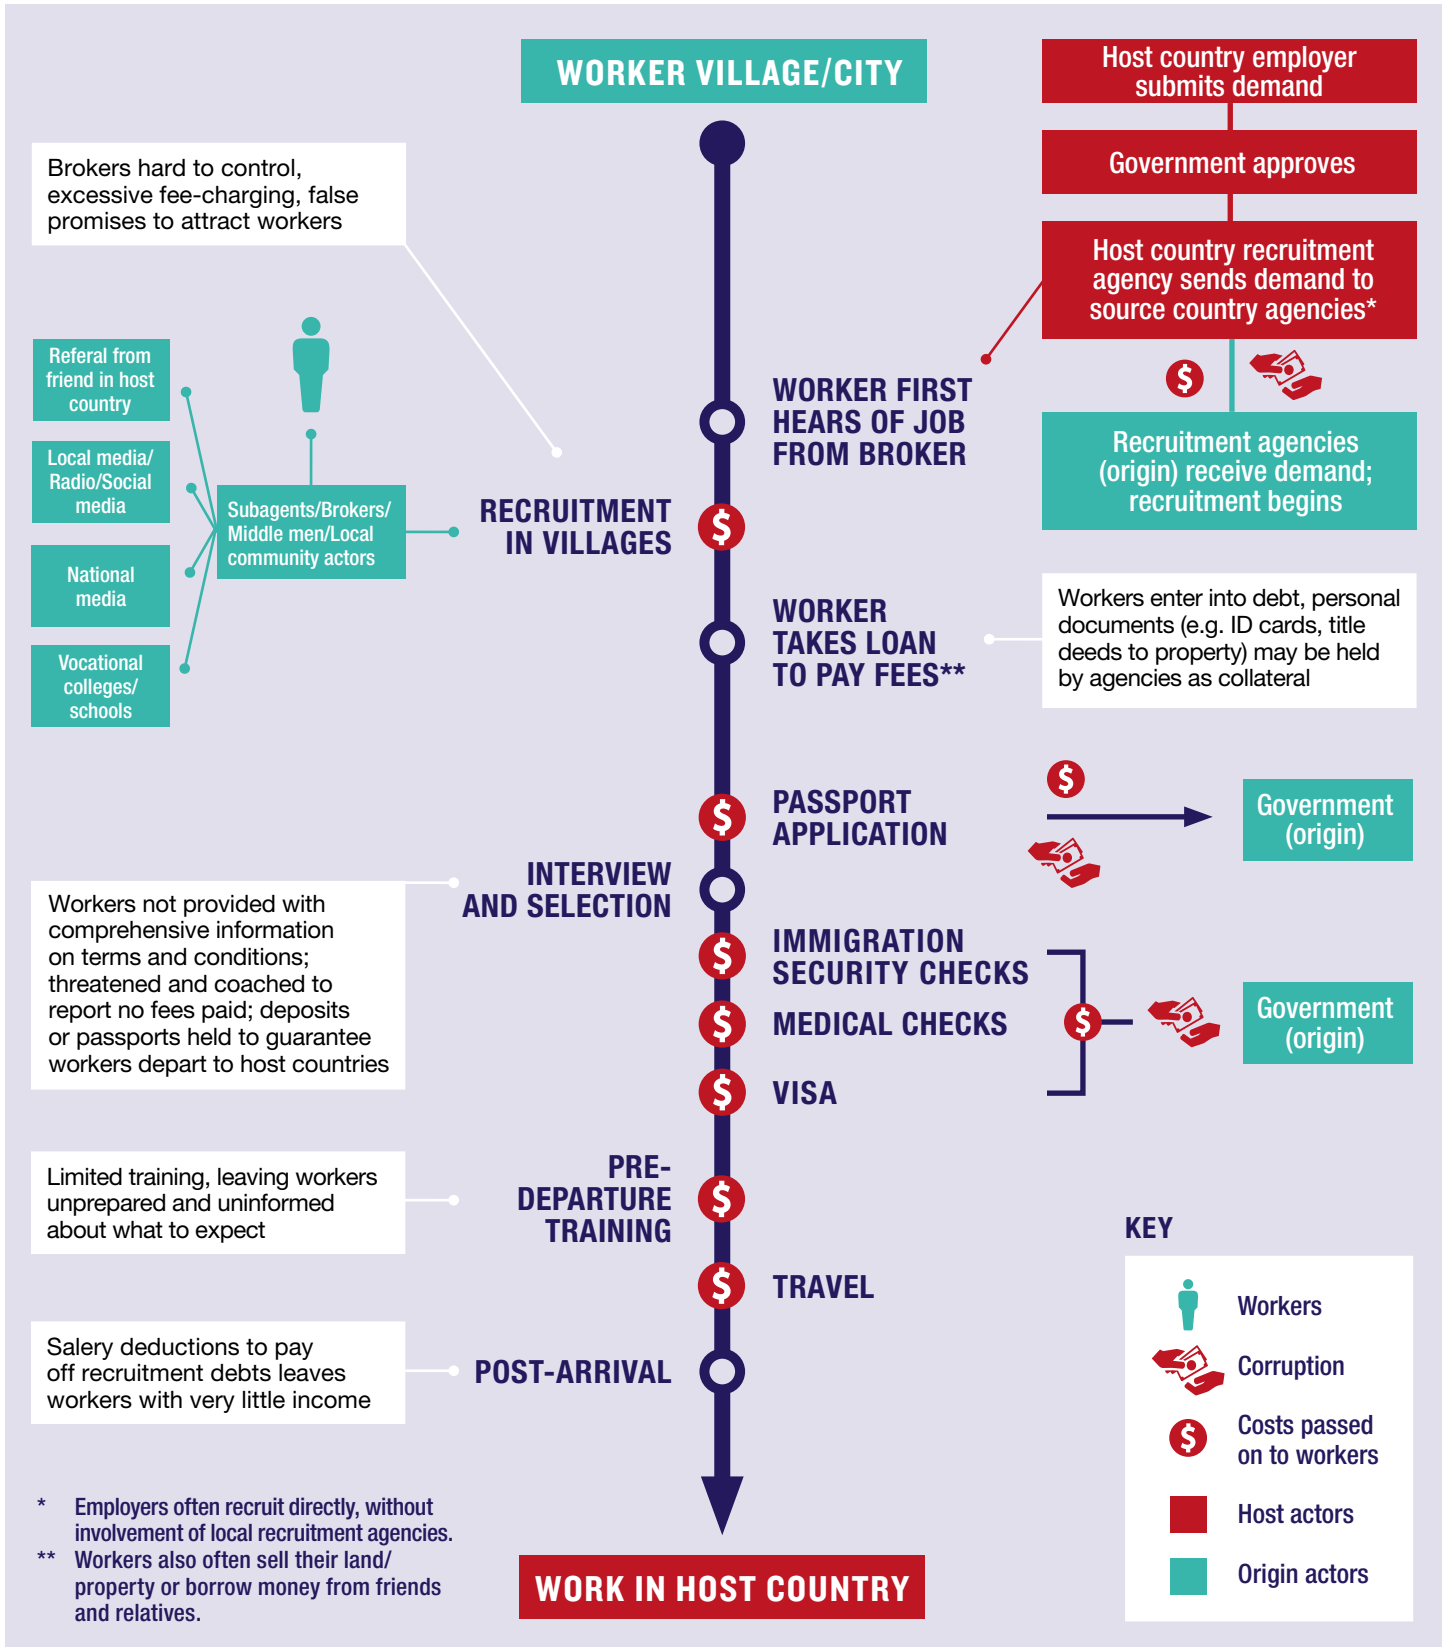 WORKER VILLAGE/CITY
Host country employer
submits demand
Government approves
Host country recruitment
agency sends demand to
source country agencies*
Recruitment agencies
(origin) receive demand;
recruitment begins
Brokers hard to control,
excessive fee-charging, false
promises to attract workers
Referal from
friend in host
country
Local media/
Radio/Social
media
National
media
Vocational
colleges/
schools
Subagents/Brokers/
Middle men/Local
community actors
WORKER FIRST
HEARS OF JOB
FROM BROKER
RECRUITMENT
IN VILLAGES
$
$
WORKER
TAKES LOAN
TO PAY FEES**
Workers enter into debt, personal
documents (e.g. ID cards, title
deeds to property) may be held
by agencies as collateral
$
PASSPORT
APPLICATION
$
Government
(origin)
INTERVIEW
AND SELECTION
Workers not provided with
comprehensive information
on terms and conditions;
threatened and coached to
report no fees paid; deposits
or passports held to guarantee
workers depart to host countries
$
IMMIGRATION
SECURITY CHECKS
$
MEDICAL CHECKS
$
Government
(origin)
$
VISA
Limited training, leaving workers
unprepared and uninformed
about what to expect
PRE-
DEPARTURE
TRAINING
$
$
TRAVEL
Salery deductions to pay
off recruitment debts leaves
workers with very little income
POST-ARRIVAL
KEY
Workers
Corruption
$
Costs passed
on to workers
Host actors
Origin actors
* Employers often recruit directly, without
involvement of local recruitment agencies.
** Workers also often sell their land/
property or borrow money from friends
and relatives.
WORK IN HOST COUNTRY